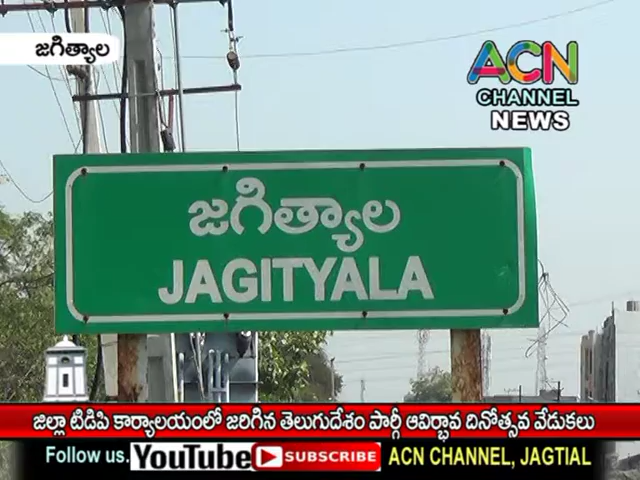 జగిత్యాల
ACN
CHANNEL
NEWS
జగిత్యాల
JAGITYALA
జిల్లా టిడిపి కార్యాలయంలో జరిగిన తెలుగుదేశం పార్టీ ఆవిర్భావ దినోత్సవ వేడుకలు
Follow us. YouTube SUBSCRIBE ACN CHANNEL, JAGTIAL